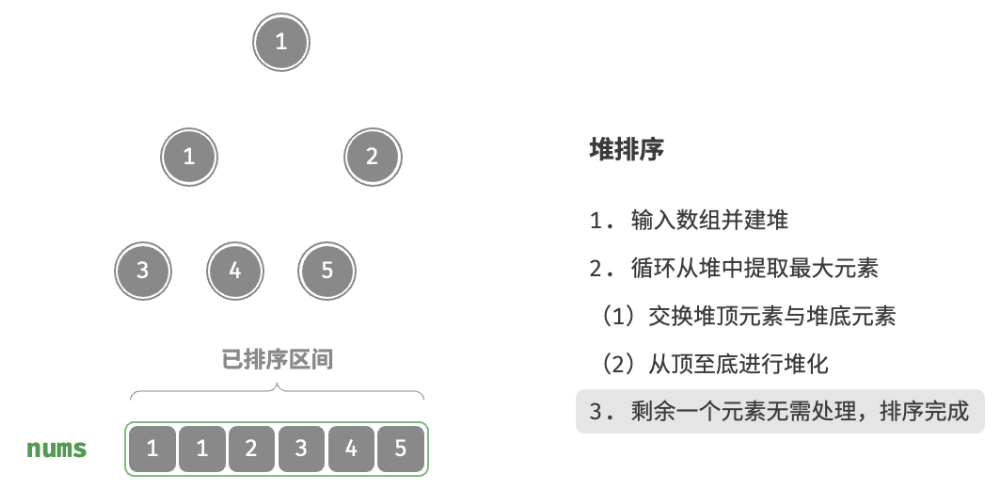 1
1 2
3 4 5
已排序区间
nums 1 1 2 3 4 5
堆排序
1. 输入数组并建堆
2. 循环从堆中提取最大元素
（1）交换堆顶元素与堆底元素
（2）从顶至底进行堆化
3. 剩余一个元素无需处理，排序完成